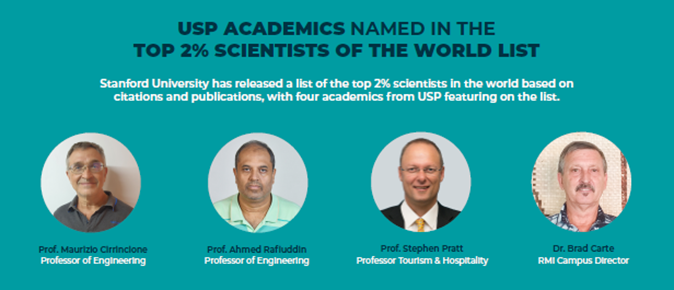 USP ACADEMICS NAMED IN THE
TOP 2% SCIENTISTS OF THE WORLD LIST
Stanford University has released a list of the top 2% scientists in the world based on
citations and publications, with four academics from USP featuring on the list.
Prof. Maurizio Cirrincione
Professor of Engineering
Prof. Ahmed Rafiuddin
Professor of Engineering
Prof. Stephen Pratt
Professor Tourism & Hospitality
Dr. Brad Carte
RMI Campus Director